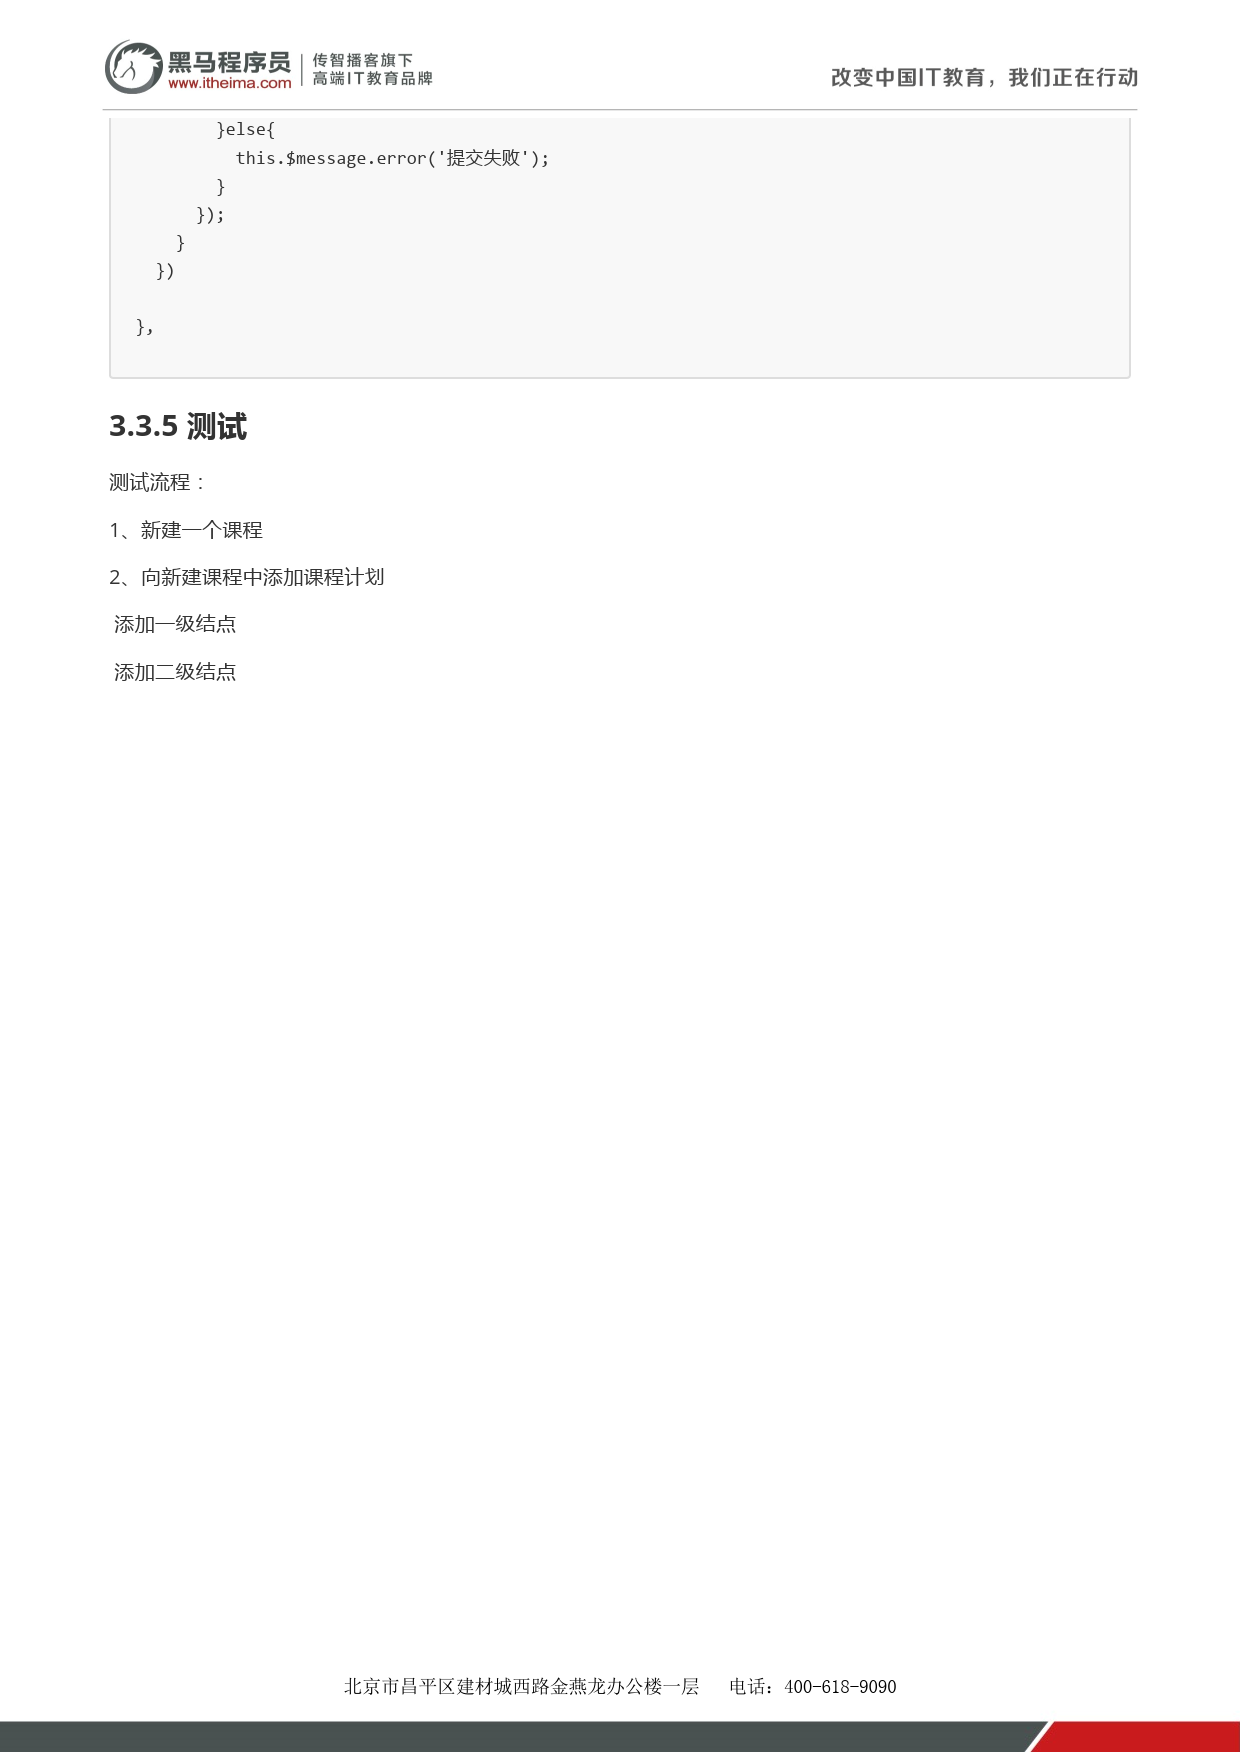 黑马程序员
www.itheima.com
传智播客旗下
高端IT教育品牌
改变中国IT教育，我们正在行动
        }else{
          this.$message.error('提交失败');
        }
      });
    }
  })

},
3.3.5 测试
测试流程：
1、新建一个课程
2、向新建课程中添加课程计划
添加一级结点
添加二级结点
北京市昌平区建材城西路金燕龙办公楼一层 电话：400-618-9090